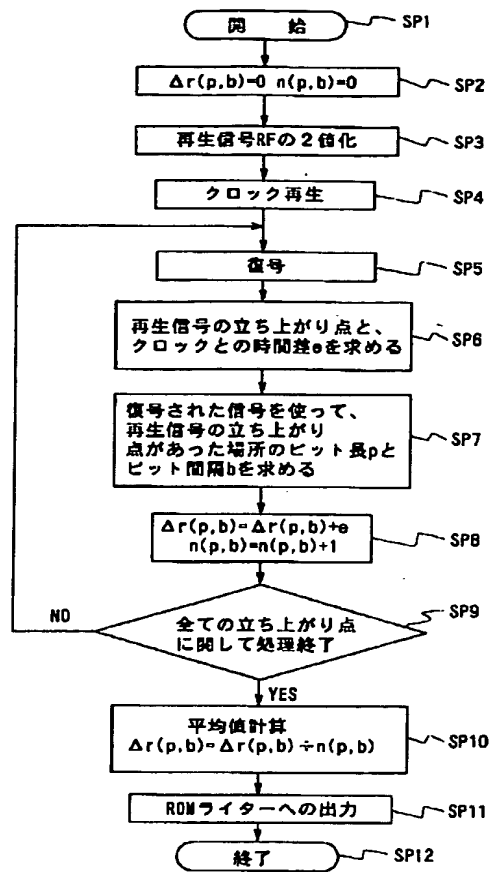 開 始
SP1
Δr(p,b)=0 n(p,b)=0
SP2
再生信号RFの2値化
SP3
クロック再生
SP4
復号
SP5
再生信号の立ち上がり点と、
クロックとの時間差eを求める
SP6
復号された信号を使って、
再生信号の立ち上がり
点があった場所のピット長pと
ピット間隔bを求める
SP7
Δr(p,b)=Δr(p,b)+e
n(p,b)=n(p,b)+1
SP8
NO
全ての立ち上がり点
に関して処理終了
SP9
YES
平均値計算
Δr(p,b)=Δr(p,b)÷n(p,b)
SP10
ROMライターへの出力
SP11
終了
SP12